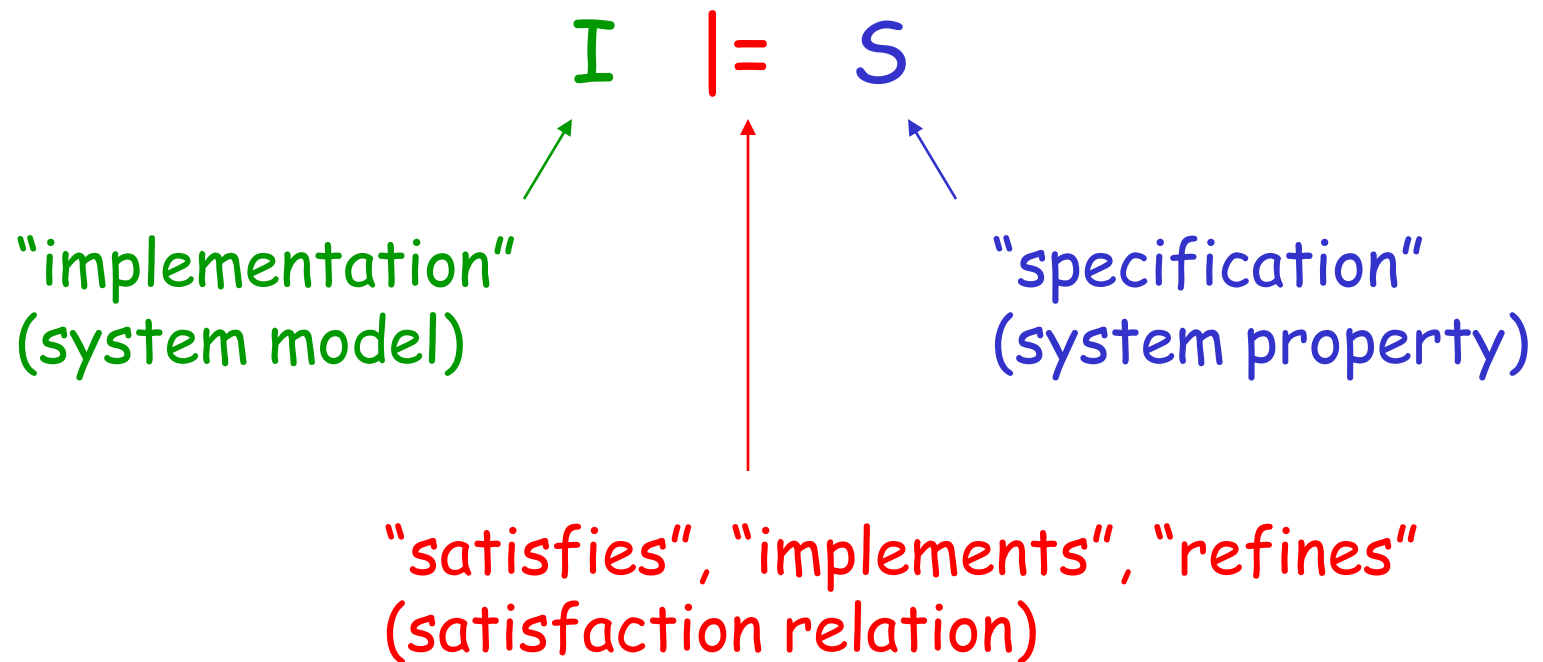 I |= S
“implementation”
(system model)
“specification”
(system property)
“satisfies”, “implements”, “refines”
(satisfaction relation)